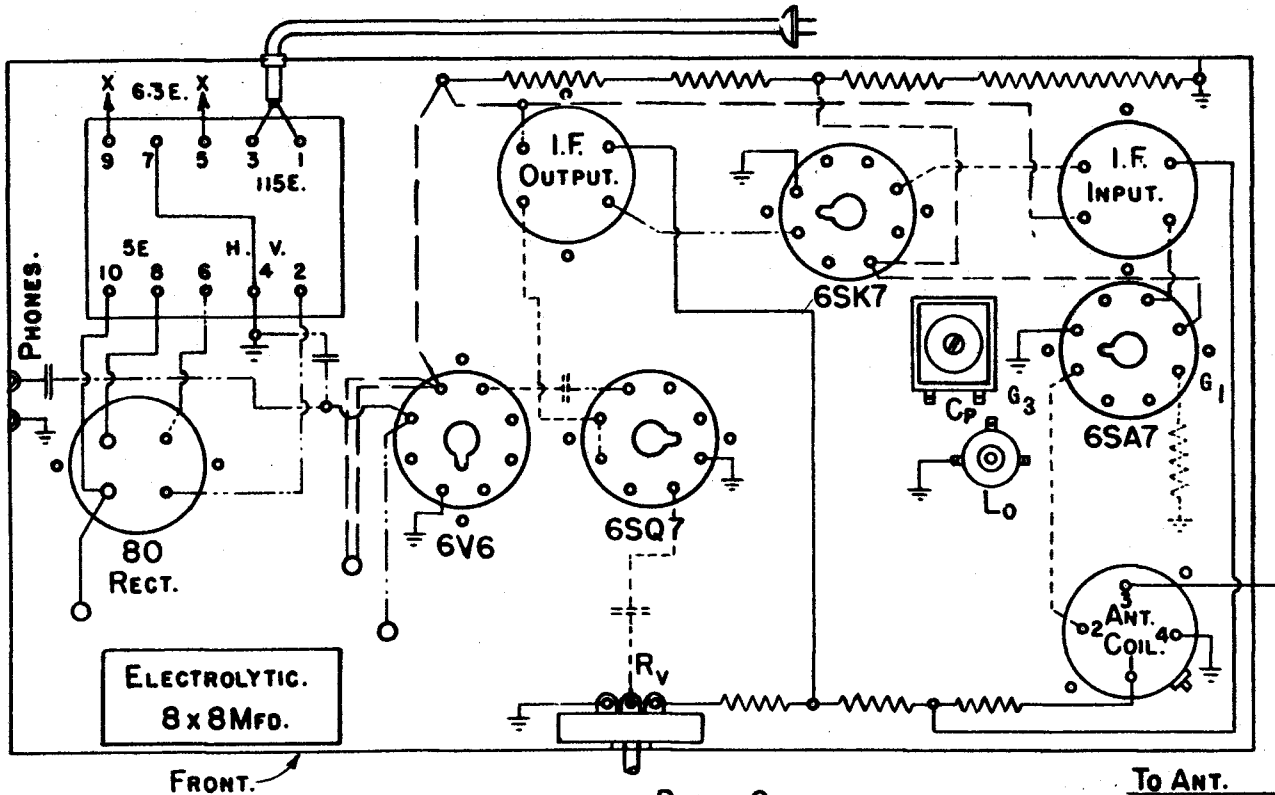 X X
6.3 E.
9 7 5 3 1
115E.
I.F.
OUTPUT.
I.F.
INPUT.
5E H. V.
10 8 6 4 2
PHONES.
6SK7
G3
G1
CP
6SA7
O
80
RECT.
6V6
6SQ7
3
ANT.
2 4
COIL.
1
RV
ELECTROLYTIC.
8 x 8 MFD.
FRONT.
TO ANT.